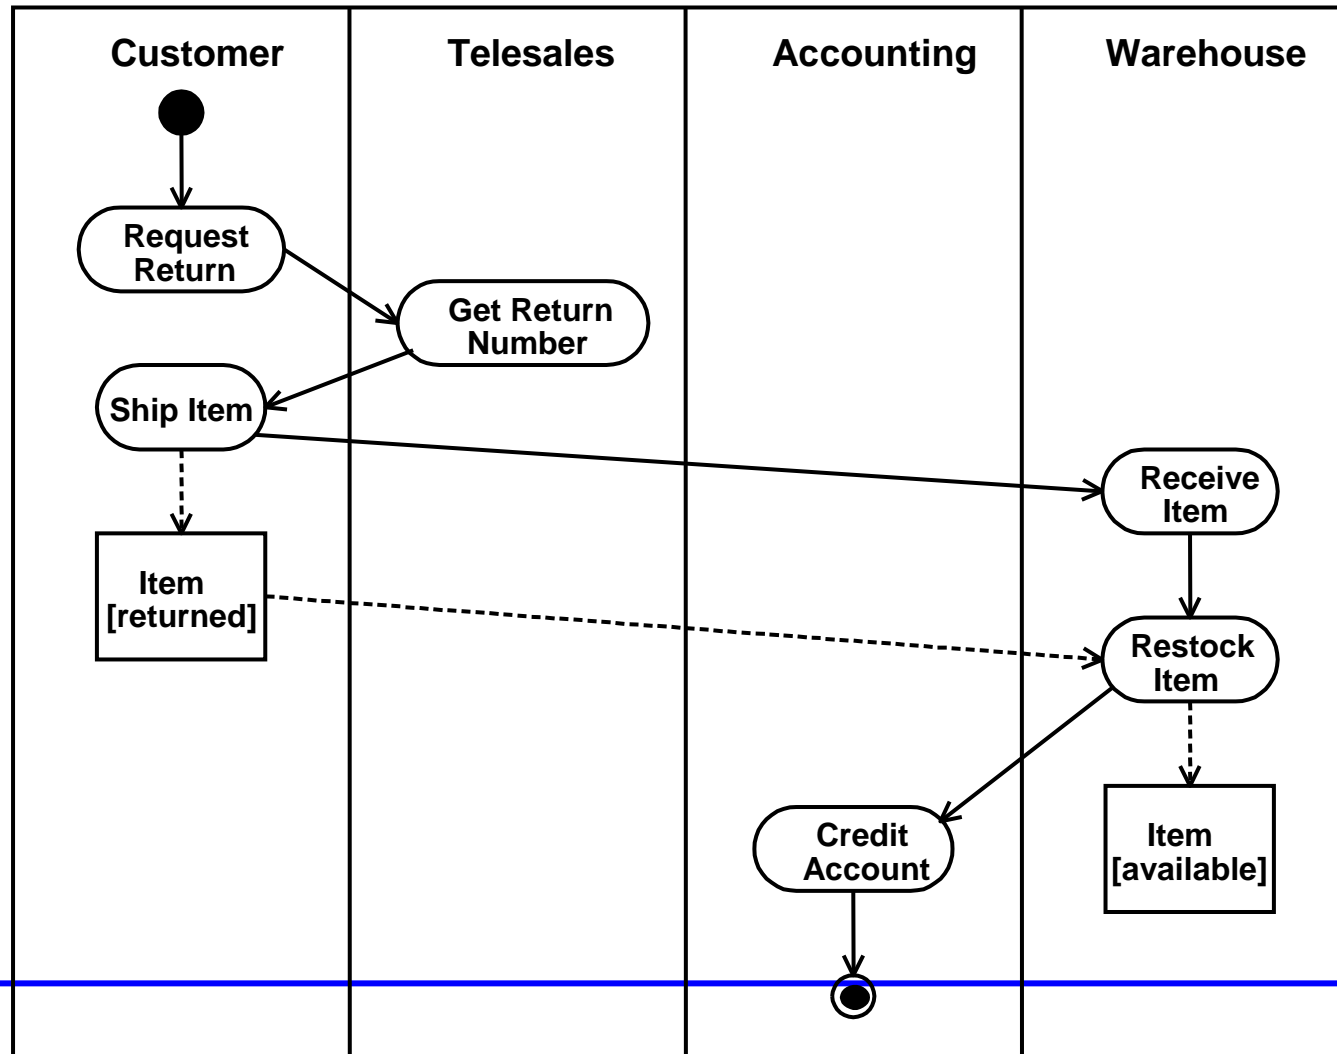 Customer
Telesales
Accounting
Warehouse
Request
Return
Get Return
Number
Ship Item
Receive
Item
Item
[returned]
Restock
Item
Credit
Account
Item
[available]